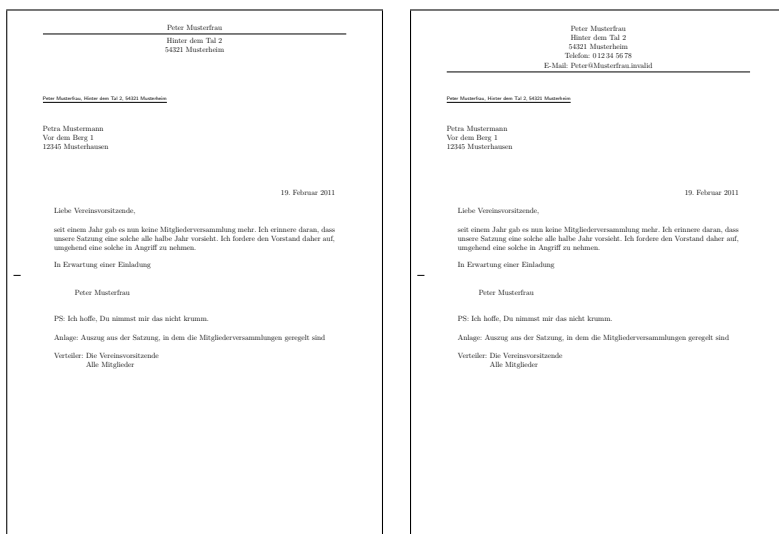 Peter Musterfrau
Hinter dem Tal 2
54321 Musterheim
Peter Musterfrau, Hinter dem Tal 2, 54321 Musterheim
Petra Mustermann
Vor dem Berg 1
12345 Musterhausen
19. Februar 2011
Liebe Vereinsvorsitzende,
seit einem Jahr gab es nun keine Mitgliederversammlung mehr. Ich erinnere daran, dass
unsere Satzung eine solche alle halbe Jahr vorsieht. Ich fordere den Vorstand daher auf,
umgehend eine solche in Angriff zu nehmen.
In Erwartung einer Einladung
Peter Musterfrau
PS: Ich hoffe, Du nimmst mir das nicht krumm.
Anlage: Auszug aus der Satzung, in dem die Mitgliederversammlungen geregelt sind
Verteiler: Die Vereinsvorsitzende
Alle Mitglieder
Peter Musterfrau
Hinter dem Tal 2
54321 Musterheim
Telefon: 0 12 34 56 78
E-Mail: Peter@Musterfrau.invalid
Peter Musterfrau, Hinter dem Tal 2, 54321 Musterheim
Petra Mustermann
Vor dem Berg 1
12345 Musterhausen
19. Februar 2011
Liebe Vereinsvorsitzende,
seit einem Jahr gab es nun keine Mitgliederversammlung mehr. Ich erinnere daran, dass
unsere Satzung eine solche alle halbe Jahr vorsieht. Ich fordere den Vorstand daher auf,
umgehend eine solche in Angriff zu nehmen.
In Erwartung einer Einladung
Peter Musterfrau
PS: Ich hoffe, Du nimmst mir das nicht krumm.
Anlage: Auszug aus der Satzung, in dem die Mitgliederversammlungen geregelt sind
Verteiler: Die Vereinsvorsitzende
Alle Mitglieder